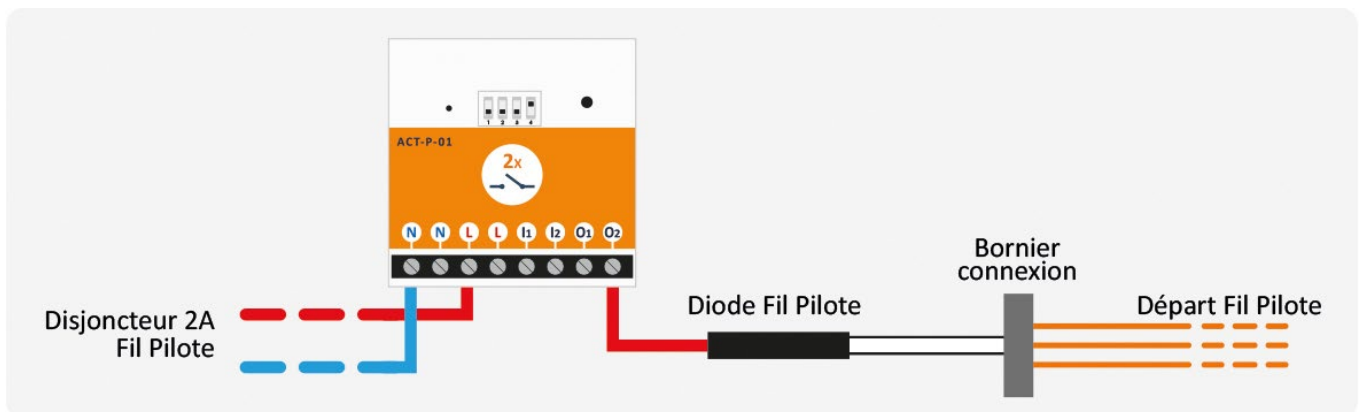 1 2 3 4
ACT-P-01
2x
N N L L I1 I2 O1 O2
Disjoncteur 2A
Fil Pilote
Diode Fil Pilote
Bornier
connexion
Départ Fil Pilote